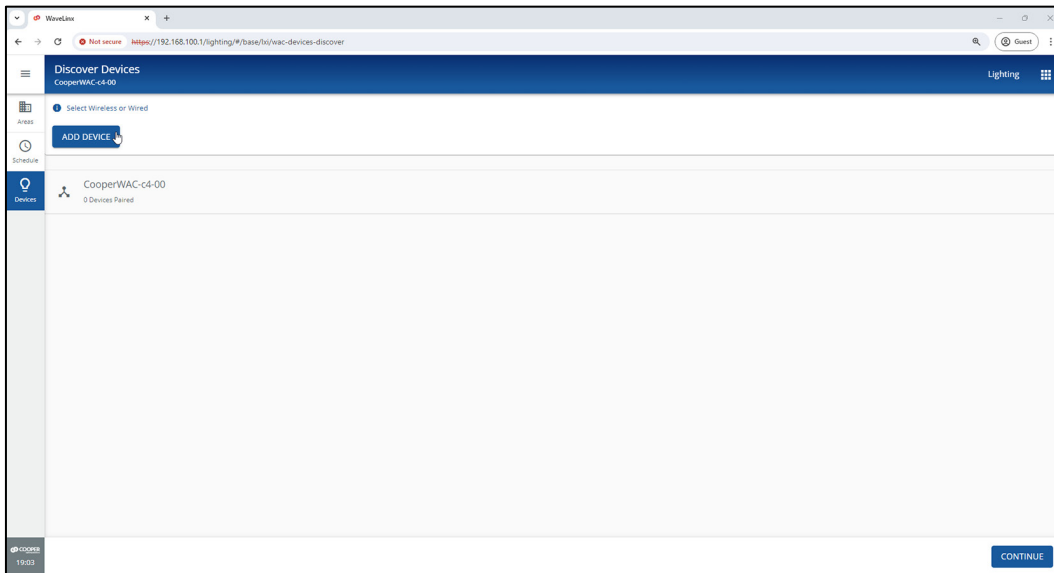 WaveLinx
Not secure https://192.168.100.1/lighting/#/base/lxi/wac-devices-discover
Guest
Discover Devices
CooperWAC-c4-00
Lighting
Areas
Schedule
Devices
Select Wireless or Wired
ADD DEVICE
CooperWAC-c4-00
0 Devices Paired
COOPER
19:03
CONTINUE